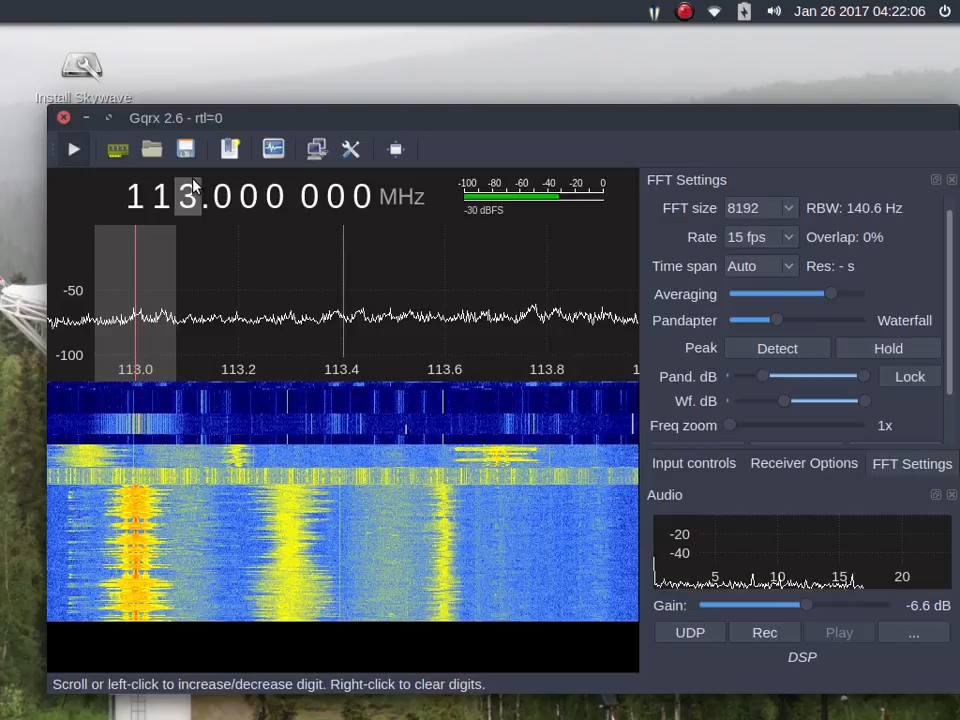 Jan 26 2017 04:22:06
Install Skywave
Gqrx 2.6 - rtl=0
113.000 000 MHz
-100 -80 -60 -40 -20 0
-30 dBFS
-50
-100
113.0 113.2 113.4 113.6 113.8 1
FFT Settings
FFT size 8192 RBW: 140.6 Hz
Rate 15 fps Overlap: 0%
Time span Auto Res: - s
Averaging
Pandapter Waterfall
Peak Detect Hold
Pand. dB Lock
Wf. dB
Freq zoom 1x
Input controls Receiver Options FFT Settings
Audio
-20
-40
5 10 15 20
Gain: -6.6 dB
UDP Rec Play ...
DSP
Scroll or left-click to increase/decrease digit. Right-click to clear digits.